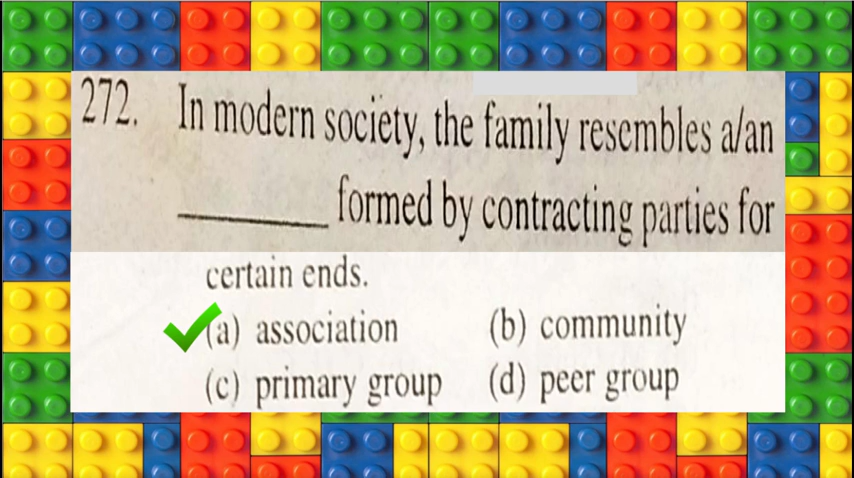 272. In modern society, the family resembles a/an
________ formed by contracting parties for
certain ends.
(a) association (b) community
(c) primary group (d) peer group